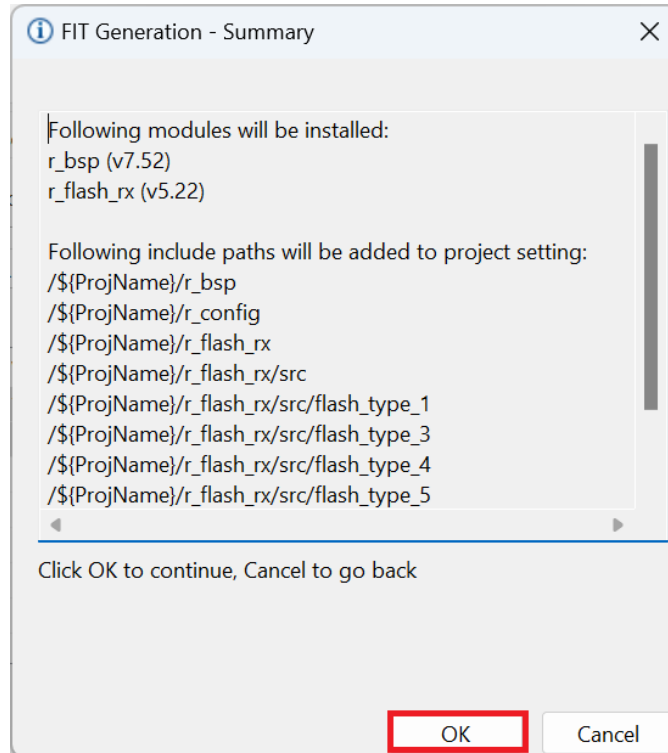 FIT Generation - Summary
Following modules will be installed:
r_bsp (v7.52)
r_flash_rx (v5.22)
Following include paths will be added to project setting:
/${ProjName}/r_bsp
/${ProjName}/r_config
/${ProjName}/r_flash_rx
/${ProjName}/r_flash_rx/src
/${ProjName}/r_flash_rx/src/flash_type_1
/${ProjName}/r_flash_rx/src/flash_type_3
/${ProjName}/r_flash_rx/src/flash_type_4
/${ProjName}/r_flash_rx/src/flash_type_5
Click OK to continue, Cancel to go back
OK Cancel